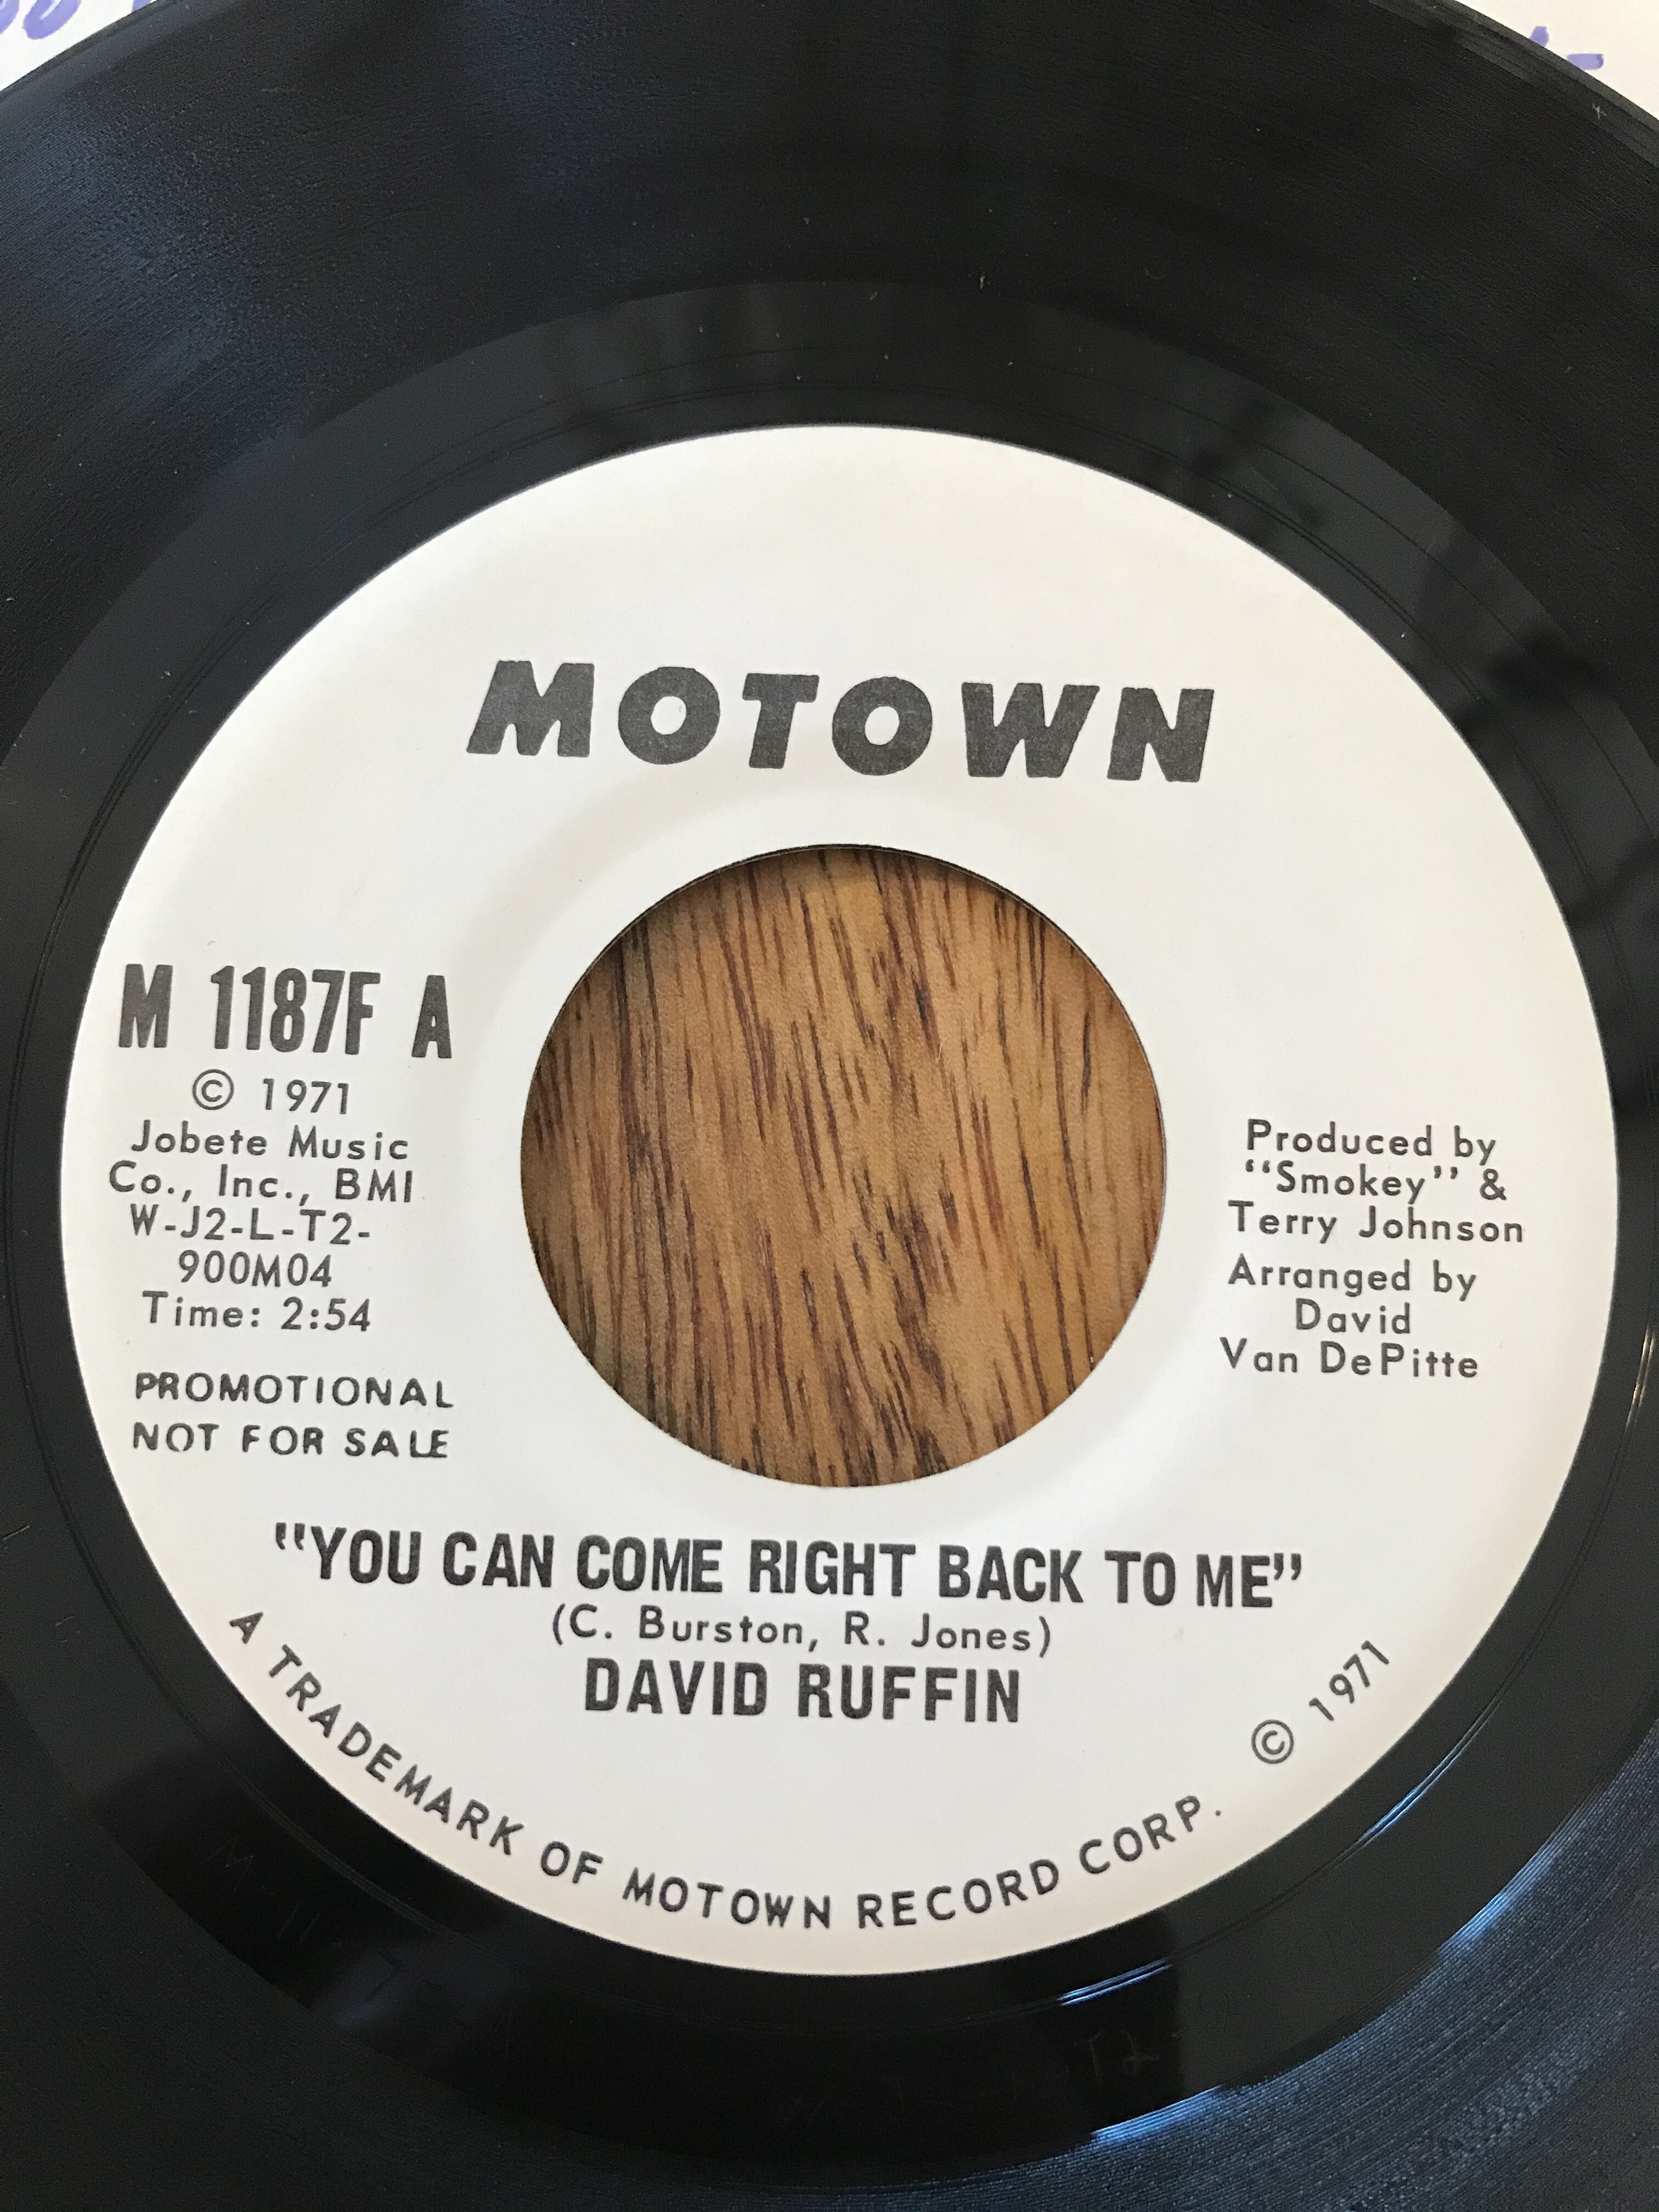 MOTOWN
M 1187F A
© 1971
Jobete Music
Co., Inc., BMI
W-J2-L-T2-
900M04
Time: 2:54
PROMOTIONAL
NOT FOR SALE
Produced by
“Smokey” &
Terry Johnson
Arranged by
David
Van DePitte
"YOU CAN COME RIGHT BACK TO ME”
(C. Burston, R. Jones)
DAVID RUFFIN
A TRADEMARK OF MOTOWN RECORD CORP. © 1971